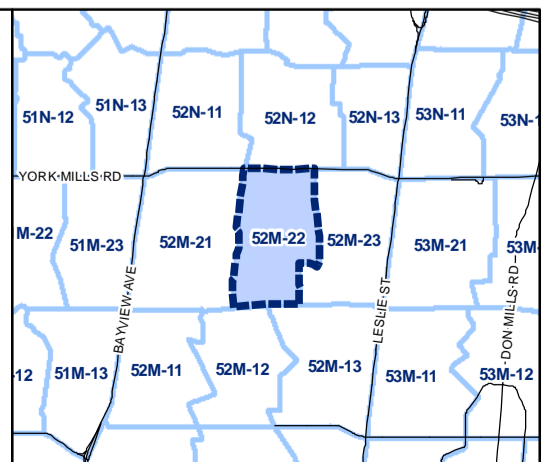 51N-12
51N-13
52N-11
52N-12
52N-13
53N-11
53N-1
YORK MILLS RD
M-22
51M-23
52M-21
52M-22
52M-23
53M-21
53M-
BAYVIEW AVE
LESLIE ST
DON MILLS RD
-12
51M-13
52M-11
52M-12
52M-13
53M-11
53M-12